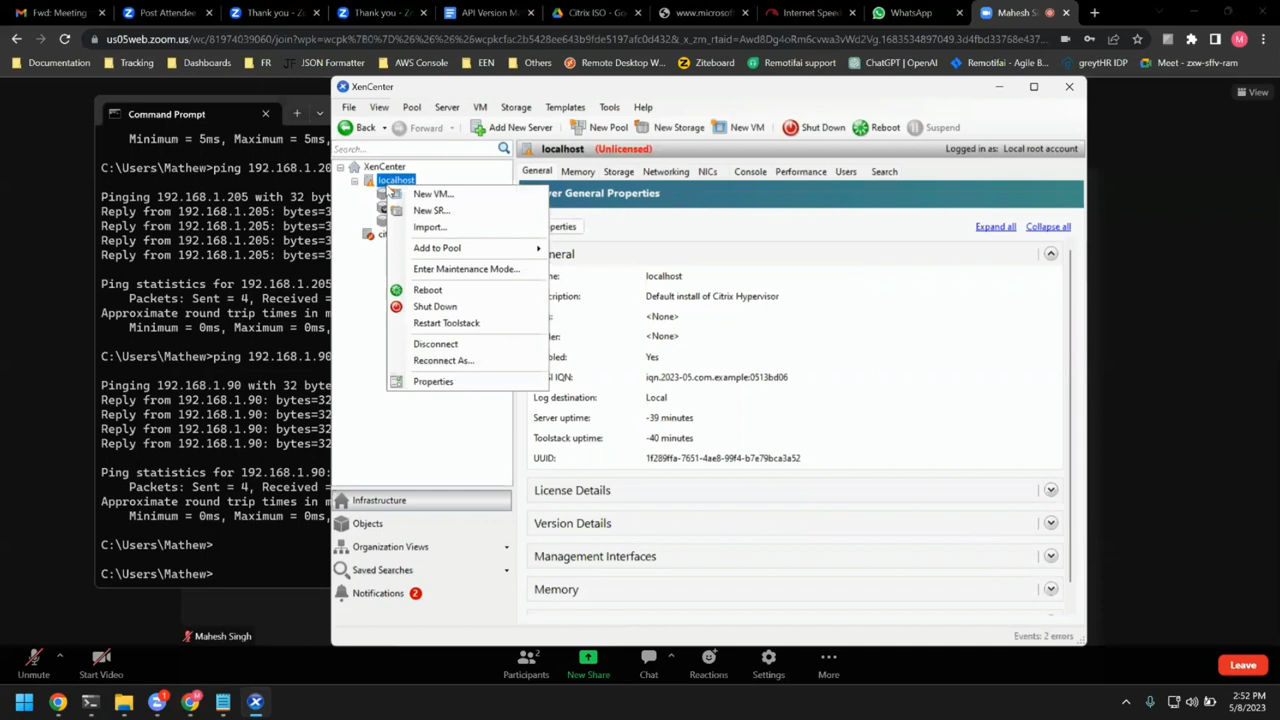 Fwd: Meeting
Post Attendee
Thank you - Z
Thank you - Z
API Version M
Citrix ISO - Go
www.microsof
Internet Speed
WhatsApp
Mahesh Singh
Documentation
Tracking
Dashboards
FR
JSON Formatter
AWS Console
EEN
Others
Remote Desktop W...
Ziteboard
Remotifai support
ChatGPT | OpenAI
Remotifai - Agile B...
greytHR IDP
Meet - zxw-sffv-ram
View
Command Prompt
Minimum = 5ms, Maximum = 5ms,
C:\Users\Mathew>ping 192.168.1.20
Pinging 192.168.1.205 with 32 byt
Reply from 192.168.1.205: bytes=3
Reply from 192.168.1.205: bytes=3
Reply from 192.168.1.205: bytes=3
Reply from 192.168.1.205: bytes=3
Ping statistics for 192.168.1.205
Packets: Sent = 4, Received =
Approximate round trip times in m
Minimum = 0ms, Maximum = 0ms,
C:\Users\Mathew>ping 192.168.1.90
Pinging 192.168.1.90 with 32 byte
Reply from 192.168.1.90: bytes=32
Reply from 192.168.1.90: bytes=32
Reply from 192.168.1.90: bytes=32
Reply from 192.168.1.90: bytes=32
Ping statistics for 192.168.1.90:
Packets: Sent = 4, Received =
Approximate round trip times in m
Minimum = 0ms, Maximum = 0ms,
C:\Users\Mathew>
C:\Users\Mathew>
XenCenter
File View Pool Server VM Storage Templates Tools Help
Back Forward Add New Server New Pool New Storage New VM Shut Down Reboot Suspend
Search...
localhost (Unlicensed)
Logged in as: Local root account
XenCenter
localhost
cit
New VM...
New SR...
Import...
Add to Pool
Enter Maintenance Mode...
Reboot
Shut Down
Restart Toolstack
Disconnect
Reconnect As...
Properties
General Memory Storage Networking NICs Console Performance Users Search
ver General Properties
perties
Expand all Collapse all
neral
me: localhost
cription: Default install of Citrix Hypervisor
s: <None>
der: <None>
bled: Yes
SI IQN: iqn.2023-05.com.example:0513bd06
Log destination: Local
Server uptime: -39 minutes
Toolstack uptime: -40 minutes
UUID: 1f289ffa-7651-4ae8-99f4-b7e79bca3a52
License Details
Version Details
Management Interfaces
Memory
Infrastructure
Objects
Organization Views
Saved Searches
Notifications 2
Events: 2 errors
Mahesh Singh
Unmute
Start Video
Participants 2
New Share
Chat
Reactions
Settings
More
Leave
2:52 PM
5/8/2023